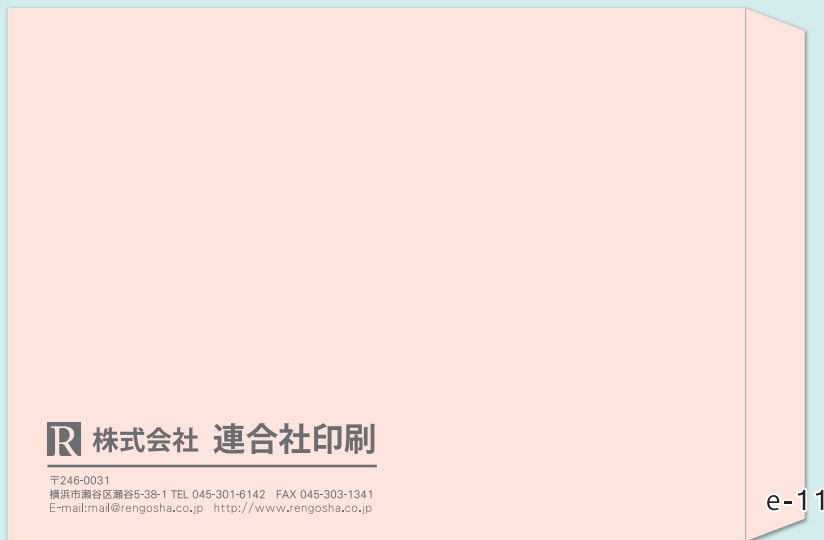 R 株式会社 連合社印刷
〒246-0031
横浜市瀬谷区瀬谷5-38-1 TEL 045-301-6142 FAX 045-303-1341
E-mail:mail@rengosha.co.jp http://www.rengosha.co.jp
e-11